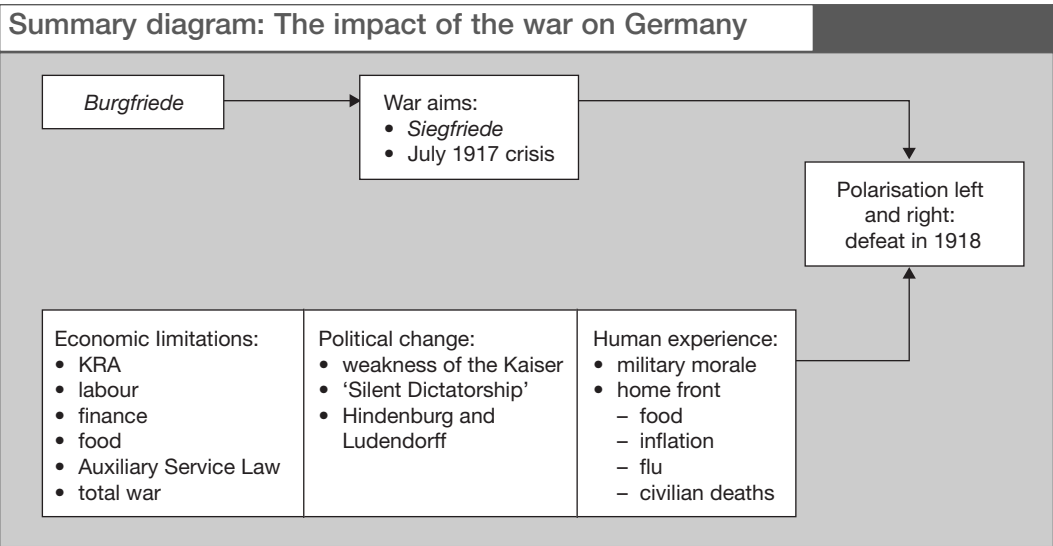 Summary diagram: The impact of the war on Germany
Burgfriede
War aims:
• Siegfriede
• July 1917 crisis
Polarisation left
and right:
defeat in 1918
Economic limitations:
• KRA
• labour
• finance
• food
• Auxiliary Service Law
• total war
Political change:
• weakness of the Kaiser
• ‘Silent Dictatorship’
• Hindenburg and
Ludendorff
Human experience:
• military morale
• home front
– food
– inflation
– flu
– civilian deaths